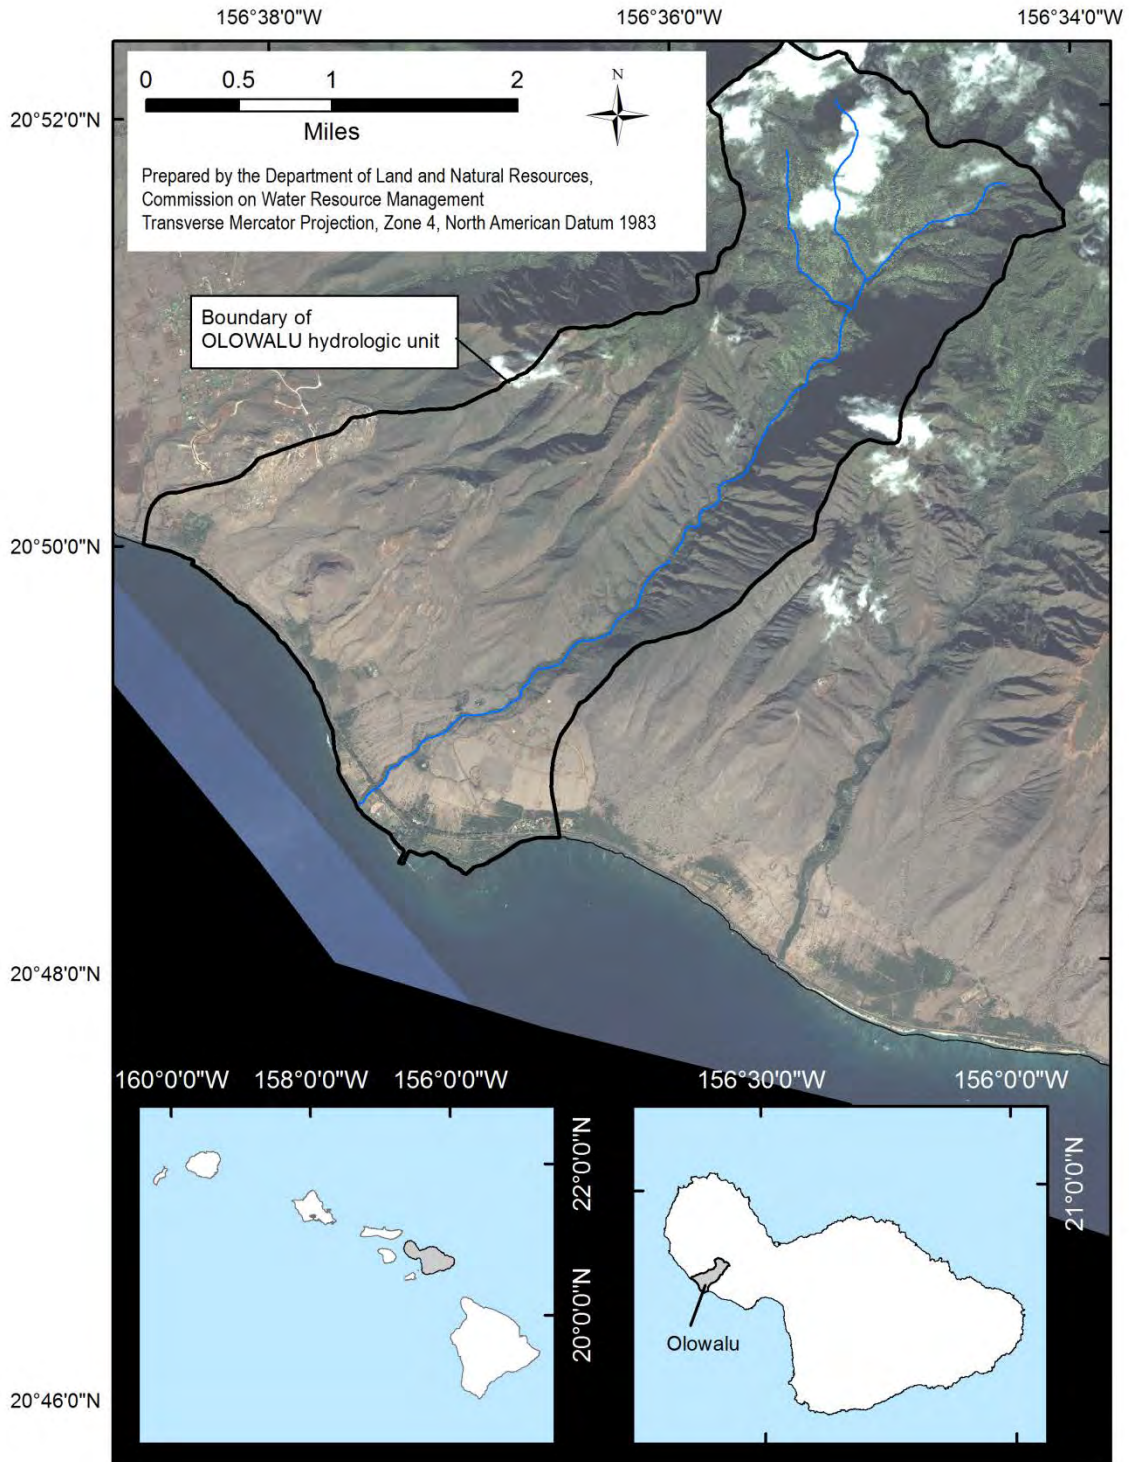 156°38'0"W 156°36'0"W 156°34'0"W
0 0.5 1 2
Miles
N
Prepared by the Department of Land and Natural Resources,
Commission on Water Resource Management
Transverse Mercator Projection, Zone 4, North American Datum 1983
20°52'0"N
Boundary of
OLOWALU hydrologic unit
20°50'0"N
20°48'0"N
160°0'0"W 158°0'0"W 156°0'0"W
22°0'0"N
20°0'0"N
156°30'0"W 156°0'0"W
21°0'0"N
Olowalu
20°46'0"N